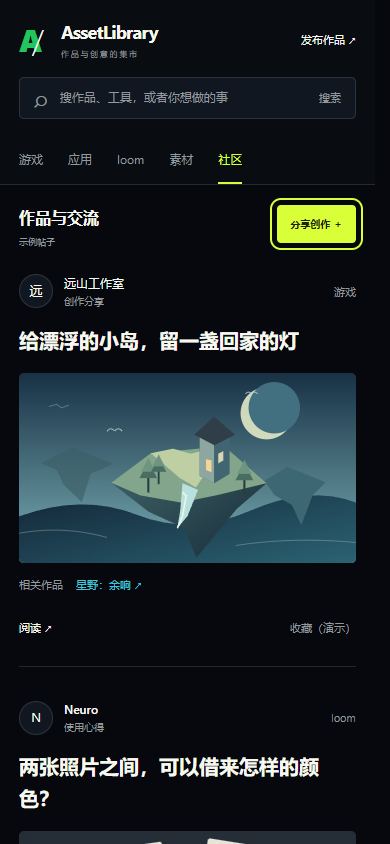 AssetLibrary
作品与创意的集市
发布作品 ↗
搜作品、工具，或者你想做的事
搜索
游戏 应用 loom 素材 社区
作品与交流
示例帖子
分享创作 +
远
远山工作室
创作分享
游戏
给漂浮的小岛，留一盏回家的灯
相关作品 星野：余响 ↗
阅读 ↗
收藏（演示）
N
Neuro
使用心得
loom
两张照片之间，可以借来怎样的颜
色？